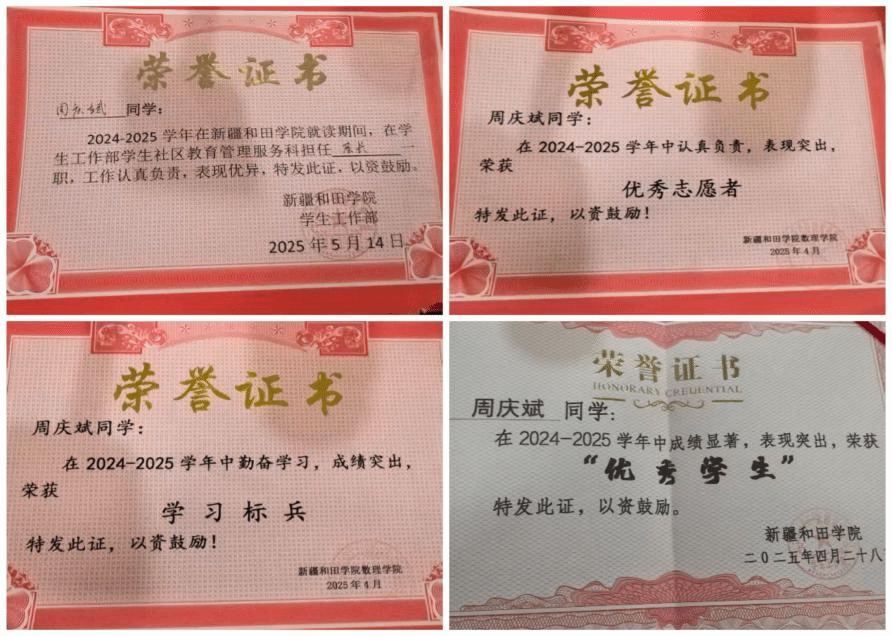 荣誉证书
周庆斌 同学：
2024-2025 学年在新疆和田学院就读期间，在学
生工作部学生社区教育管理服务科担任 层长 一
职，工作认真负责，表现优异，特发此证，以资鼓励。
新疆和田学院
学生工作部
2025 年 5 月 14 日
荣誉证书
周庆斌同学：
在 2024-2025 学年中认真负责，表现突出，
荣获
优秀志愿者
特发此证，以资鼓励！
新疆和田学院数理学院
2025 年 4 月
荣誉证书
周庆斌同学：
在 2024-2025 学年中勤奋学习，成绩突出，
荣获
学习标兵
特发此证，以资鼓励！
新疆和田学院数理学院
2025 年 4 月
荣誉证书
HONORARY CREDENTIAL
周庆斌 同学：
在 2024-2025 学年中成绩显著，表现突出，荣获
“优秀学生”
特发此证，以资鼓励。
新疆和田学院
二〇二五年四月二十八